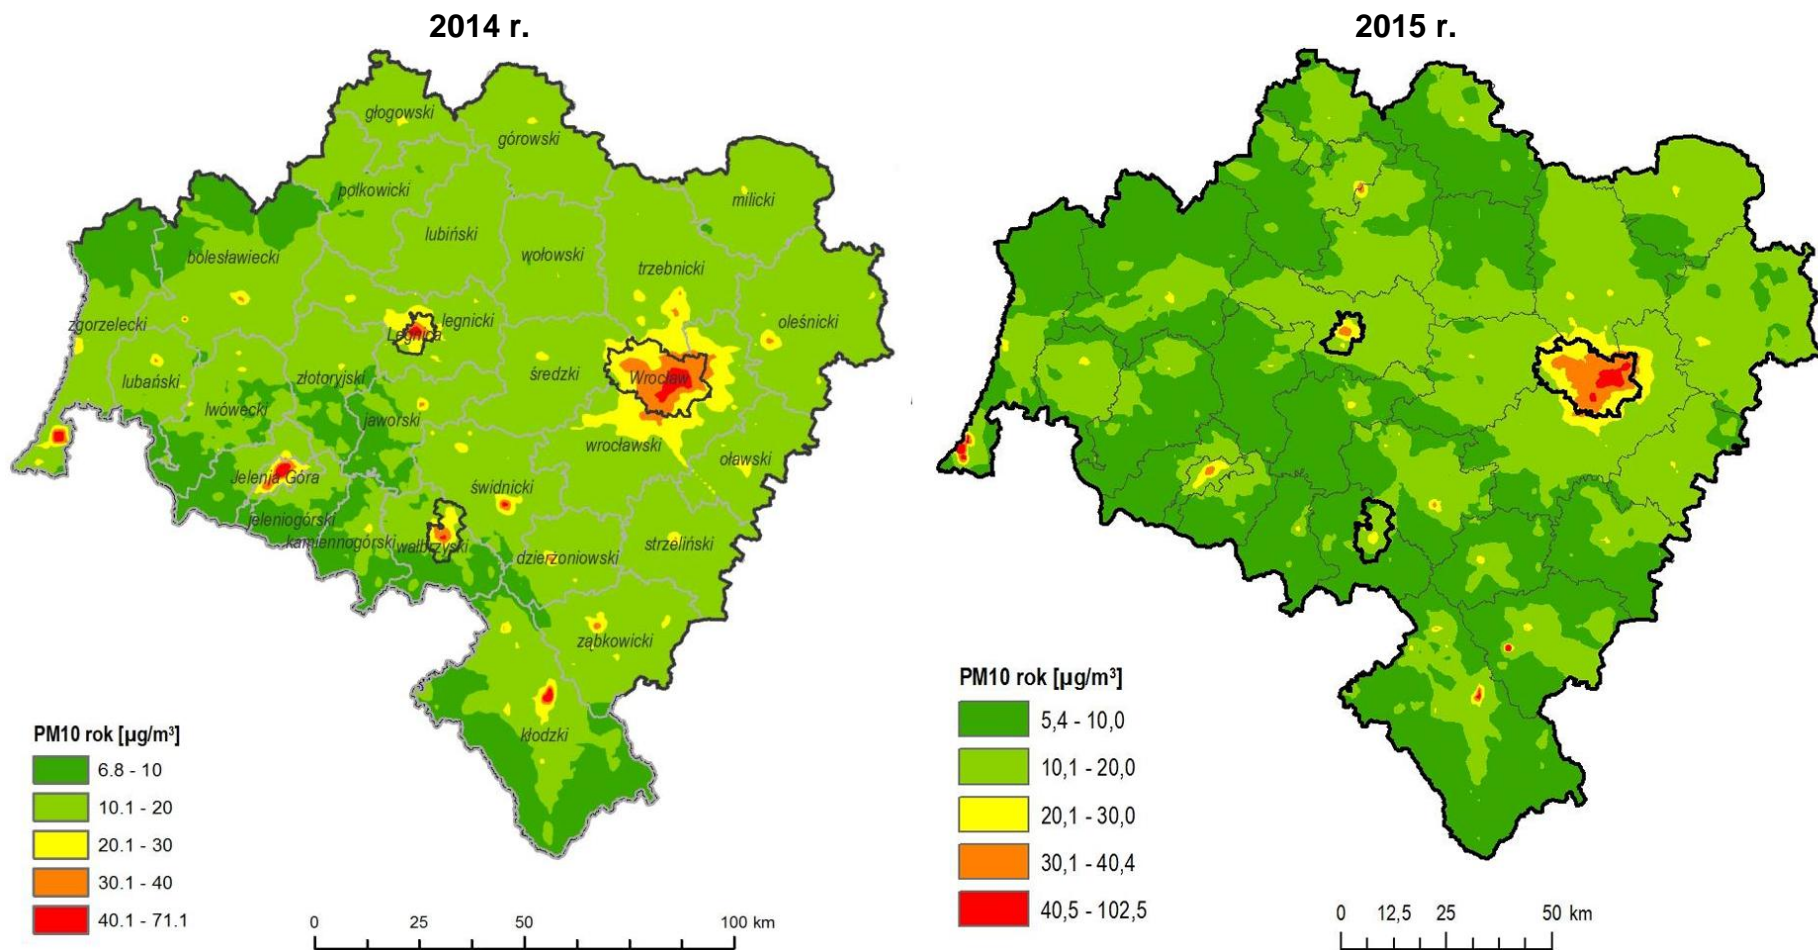 2014 r.
2015 r.
głogowski
górowski
polkowicki
milicki
lubiński
bolesławiecki
wołowski
trzebnicki
zgorzelecki
legnicki
Legnica
oleśnicki
lubański
złotoryjski
średzki
Wrocław
lwówecki
jaworski
wrocławski
oławski
Jelenia Góra
świdnicki
jeleniogórski
kamiennogórski
wałbrzyski
dzierżoniowski
strzeliński
ząbkowicki
kłodzki
PM10 rok [µg/m³]
6.8 - 10
10.1 - 20
20.1 - 30
30.1 - 40
40.1 - 71.1
0 25 50 100 km
PM10 rok [µg/m³]
5,4 - 10,0
10,1 - 20,0
20,1 - 30,0
30,1 - 40,4
40,5 - 102,5
0 12,5 25 50 km